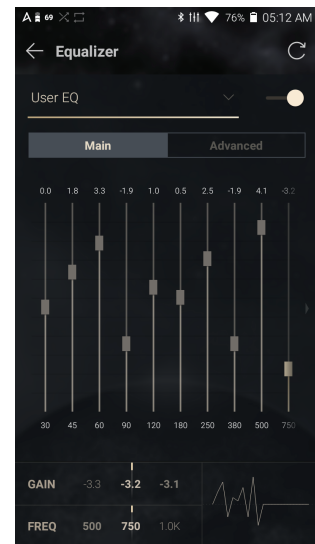 A 69 76% 05:12 AM
Equalizer
User EQ
Main Advanced
0.0 1.8 3.3 -1.9 1.0 0.5 2.5 -1.9 4.1 -3.2
30 45 60 90 120 180 250 380 500 750
GAIN -3.3 -3.2 -3.1
FREQ 500 750 1.0K